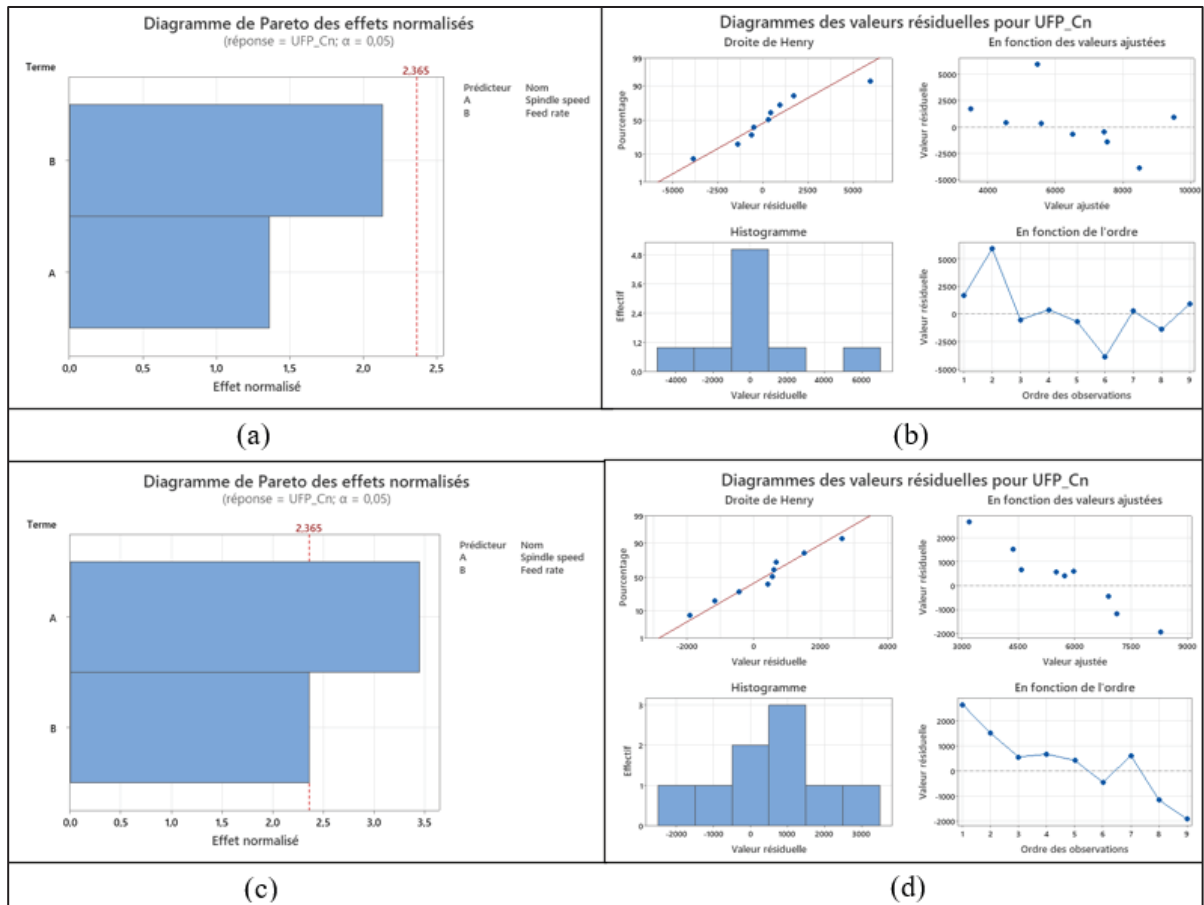 Diagramme de Pareto des effets normalisés
(réponse = UFP_Cn; α = 0,05)
Terme
2,365
Prédicteur Nom
A Spindle speed
B Feed rate
B
A
0,0 0,5 1,0 1,5 2,0 2,5
Effet normalisé
(a)
Diagrammes des valeurs résiduelles pour UFP_Cn
Droite de Henry
99
90
50
10
1
Pourcentage
-5000 -2500 0 2500 5000
Valeur résiduelle
En fonction des valeurs ajustées
5000
2500
0
-2500
-5000
Valeur résiduelle
4000 6000 8000 10000
Valeur ajustée
Histogramme
4,8
3,6
2,4
1,2
0,0
Effectif
-4000 -2000 0 2000 4000 6000
Valeur résiduelle
En fonction de l'ordre
5000
2500
0
-2500
-5000
Valeur résiduelle
1 2 3 4 5 6 7 8 9
Ordre des observations
(b)
Diagramme de Pareto des effets normalisés
(réponse = UFP_Cn; α = 0,05)
Terme
2,365
Prédicteur Nom
A Spindle speed
B Feed rate
A
B
0,0 0,5 1,0 1,5 2,0 2,5 3,0 3,5
Effet normalisé
(c)
Diagrammes des valeurs résiduelles pour UFP_Cn
Droite de Henry
99
90
50
10
1
Pourcentage
-2000 0 2000 4000
Valeur résiduelle
En fonction des valeurs ajustées
2000
1000
0
-1000
-2000
Valeur résiduelle
3000 4500 6000 7500 9000
Valeur ajustée
Histogramme
3
2
1
0
Effectif
-2000 -1000 0 1000 2000 3000
Valeur résiduelle
En fonction de l'ordre
2000
1000
0
-1000
-2000
Valeur résiduelle
1 2 3 4 5 6 7 8 9
Ordre des observations
(d)